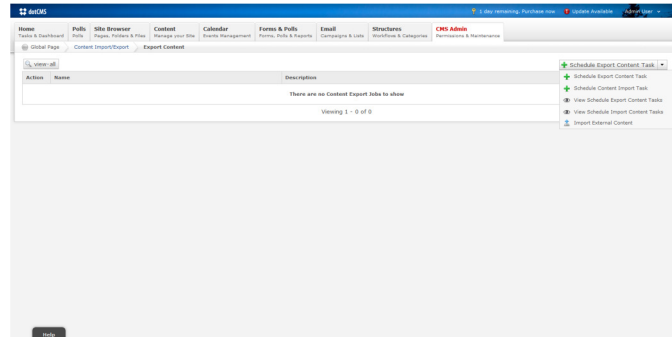 dotCMS
1 day remaining, Purchase now
Update Available
Admin User
Home
Tasks & Dashboard
Polls
Polls
Site Browser
Pages, Folders & Files
Content
Manage your Site
Calendar
Events Management
Forms & Polls
Forms, Polls & Reports
Email
Campaigns & Lists
Structures
Workflows & Categories
CMS Admin
Permissions & Maintenance
Global Page
Content Import/Export
Export Content
view: all
Schedule Export Content Task
Action Name Description
Schedule Export Content Task
Schedule Content Import Task
There are no Content Export Jobs to show
View Schedule Export Content Tasks
Viewing 1 - 0 of 0
View Schedule Import Content Tasks
Import External Content
Help